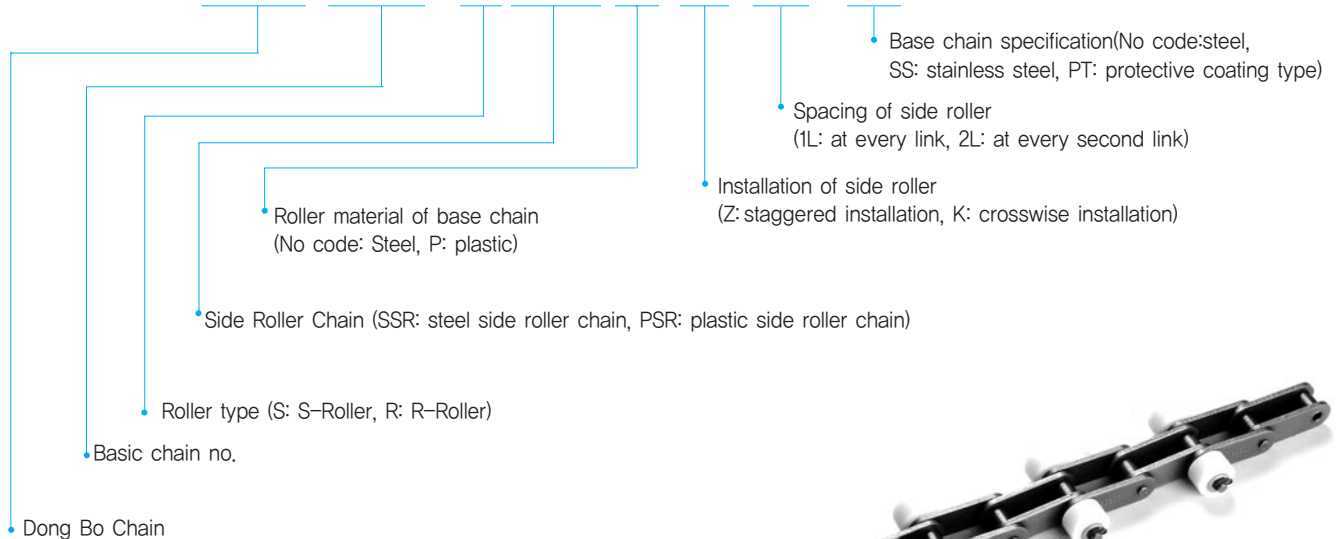 Base chain specification(No code:steel,
SS: stainless steel, PT: protective coating type)
Spacing of side roller
(1L: at every link, 2L: at every second link)
Installation of side roller
(Z: staggered installation, K: crosswise installation)
Roller material of base chain
(No code: Steel, P: plastic)
Side Roller Chain (SSR: steel side roller chain, PSR: plastic side roller chain)
Roller type (S: S-Roller, R: R-Roller)
Basic chain no.
Dong Bo Chain